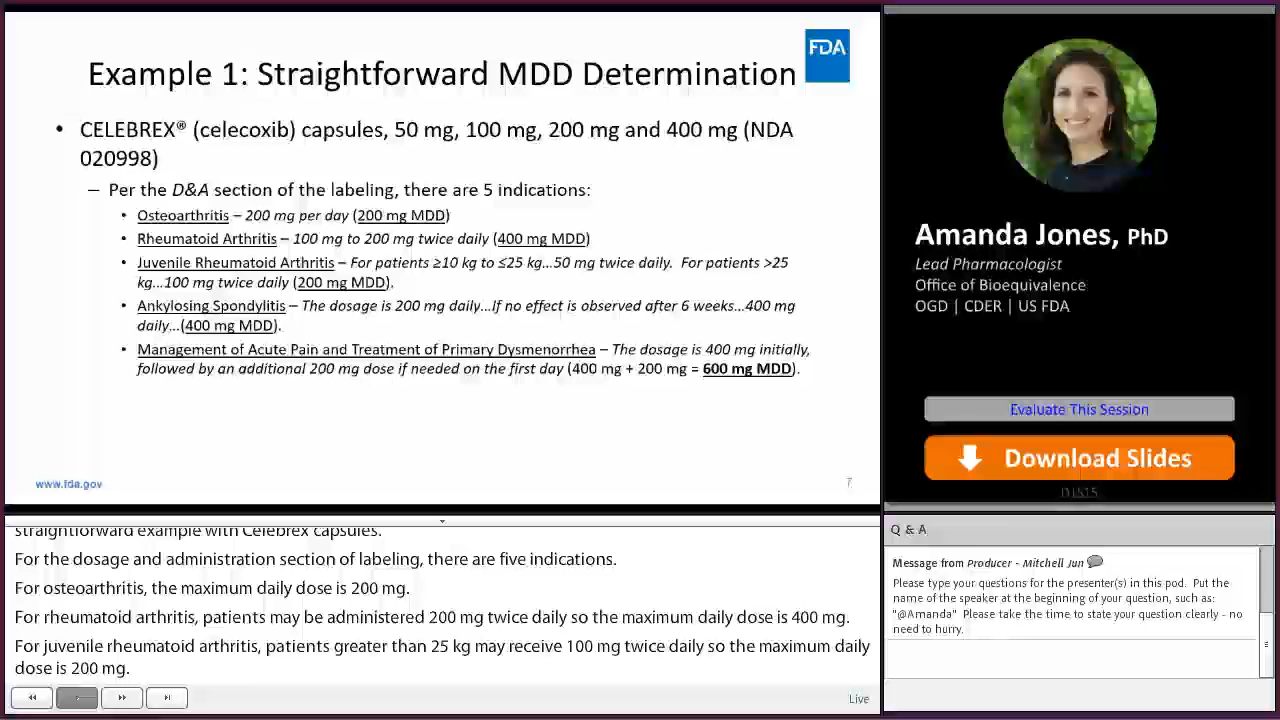 FDA
Example 1: Straightforward MDD Determination
• CELEBREX® (celecoxib) capsules, 50 mg, 100 mg, 200 mg and 400 mg (NDA
020998)
– Per the D&A section of the labeling, there are 5 indications:
• Osteoarthritis – 200 mg per day (200 mg MDD)
• Rheumatoid Arthritis – 100 mg to 200 mg twice daily (400 mg MDD)
• Juvenile Rheumatoid Arthritis – For patients ≥10 kg to ≤25 kg...50 mg twice daily. For patients >25
kg...100 mg twice daily (200 mg MDD).
• Ankylosing Spondylitis – The dosage is 200 mg daily...If no effect is observed after 6 weeks...400 mg
daily...(400 mg MDD).
• Management of Acute Pain and Treatment of Primary Dysmenorrhea – The dosage is 400 mg initially,
followed by an additional 200 mg dose if needed on the first day (400 mg + 200 mg = 600 mg MDD).
www.fda.gov
7
Amanda Jones, PhD
Lead Pharmacologist
Office of Bioequivalence
OGD | CDER | US FDA
Evaluate This Session
Download Slides
straightforward example with Celebrex capsules.
For the dosage and administration section of labeling, there are five indications.
For osteoarthritis, the maximum daily dose is 200 mg.
For rheumatoid arthritis, patients may be administered 200 mg twice daily so the maximum daily dose is 400 mg.
For juvenile rheumatoid arthritis, patients greater than 25 kg may receive 100 mg twice daily so the maximum daily
dose is 200 mg.
Live
Q & A
Message from Producer - Mitchell Jun
Please type your questions for the presenter(s) in this pod. Put the
name of the speaker at the beginning of your question, such as:
"@Amanda" Please take the time to state your question clearly - no
need to hurry.